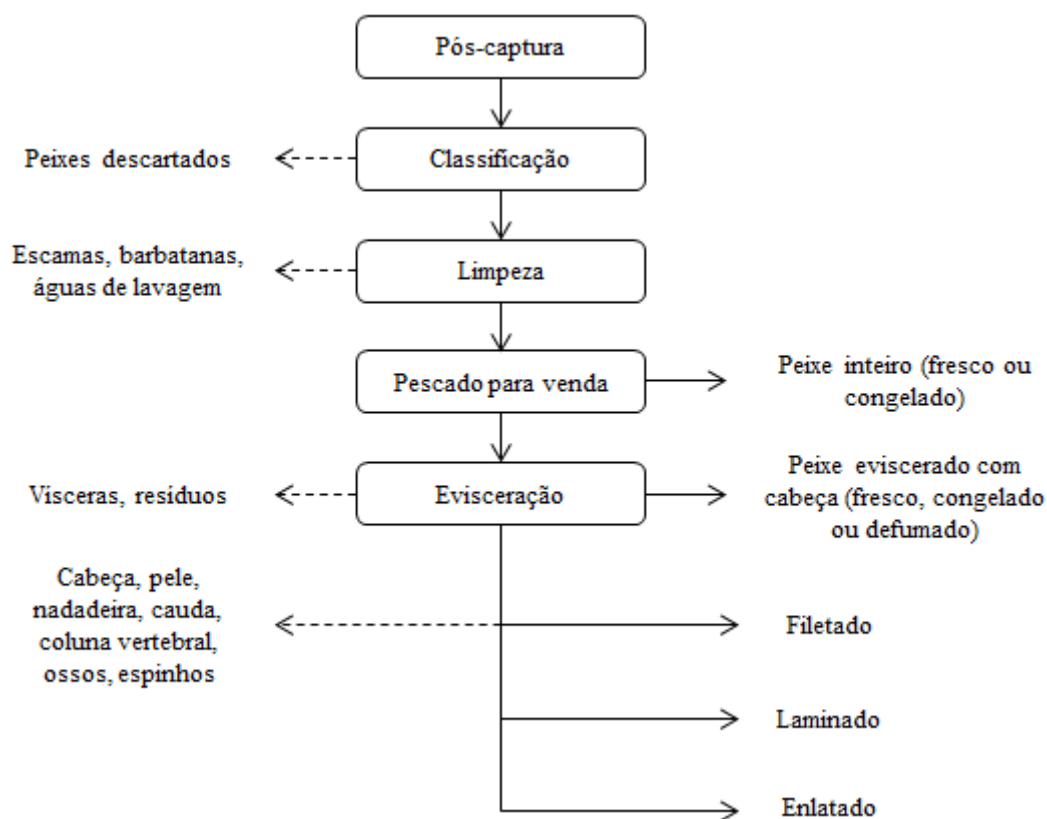 Pós-captura
Peixes descartados
Classificação
Escamas, barbatanas,
águas de lavagem
Limpeza
Pescado para venda
Peixe inteiro (fresco ou
congelado)
Vísceras, resíduos
Evisceração
Peixe eviscerado com
cabeça (fresco, congelado
ou defumado)
Cabeça, pele,
nadadeira, cauda,
coluna vertebral,
ossos, espinhos
Filetado
Laminado
Enlatado